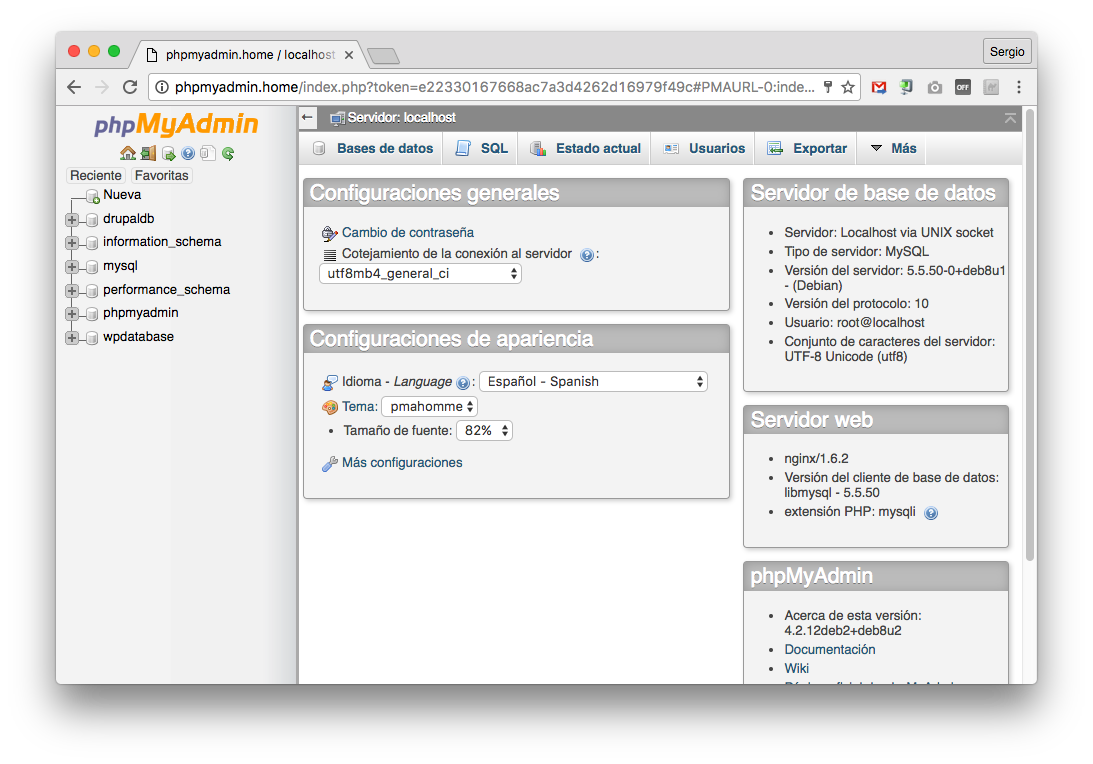 phpmyadmin.home / localhost
Sergio
phpmyadmin.home/index.php?token=e22330167668ac7a3d4262d16979f49c#PMAURL-0:inde...
OFF
phpMyAdmin
Reciente Favoritas
Nueva
drupaldb
information_schema
mysql
performance_schema
phpmyadmin
wpdatabase
Servidor: localhost
Bases de datos SQL Estado actual Usuarios Exportar Más
Configuraciones generales
Cambio de contraseña
Cotejamiento de la conexión al servidor :
utf8mb4_general_ci
Configuraciones de apariencia
Idioma - Language : Español - Spanish
Tema: pmahomme
Tamaño de fuente: 82%
Más configuraciones
Servidor de base de datos
Servidor: Localhost via UNIX socket
Tipo de servidor: MySQL
Versión del servidor: 5.5.50-0+deb8u1
- (Debian)
Versión del protocolo: 10
Usuario: root@localhost
Conjunto de caracteres del servidor:
UTF-8 Unicode (utf8)
Servidor web
nginx/1.6.2
Versión del cliente de base de datos:
libmysql - 5.5.50
extensión PHP: mysqli
phpMyAdmin
Acerca de esta versión:
4.2.12deb2+deb8u2
Documentación
Wiki